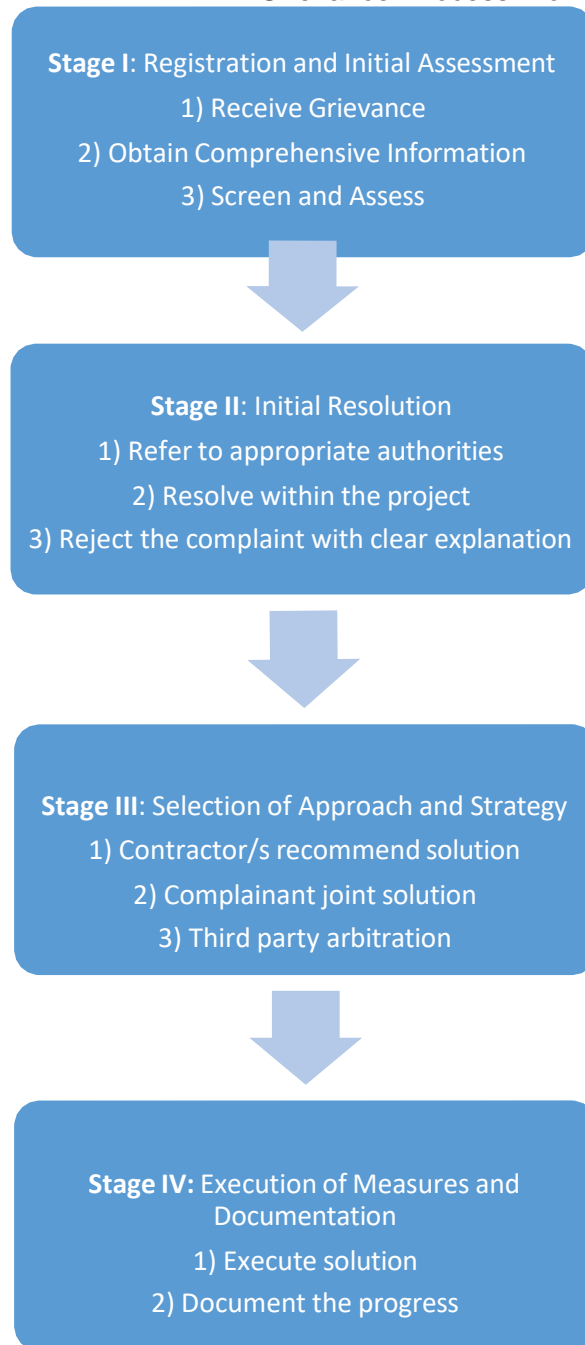 Stage I: Registration and Initial Assessment
1) Receive Grievance
2) Obtain Comprehensive Information
3) Screen and Assess
Stage II: Initial Resolution
1) Refer to appropriate authorities
2) Resolve within the project
3) Reject the complaint with clear explanation
Stage III: Selection of Approach and Strategy
1) Contractor/s recommend solution
2) Complainant joint solution
3) Third party arbitration
Stage IV: Execution of Measures and
Documentation
1) Execute solution
2) Document the progress